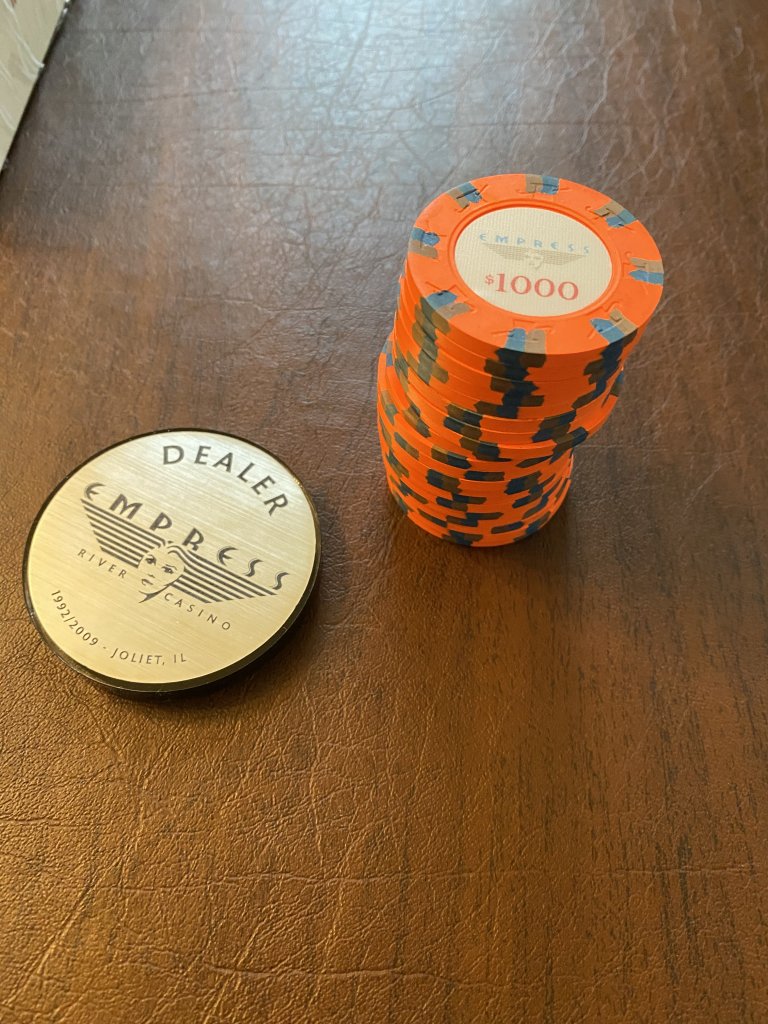 DEALER
EMPRESS
RIVER CASINO
1992/2009 · JOLIET, IL
EMPRESS
$1000